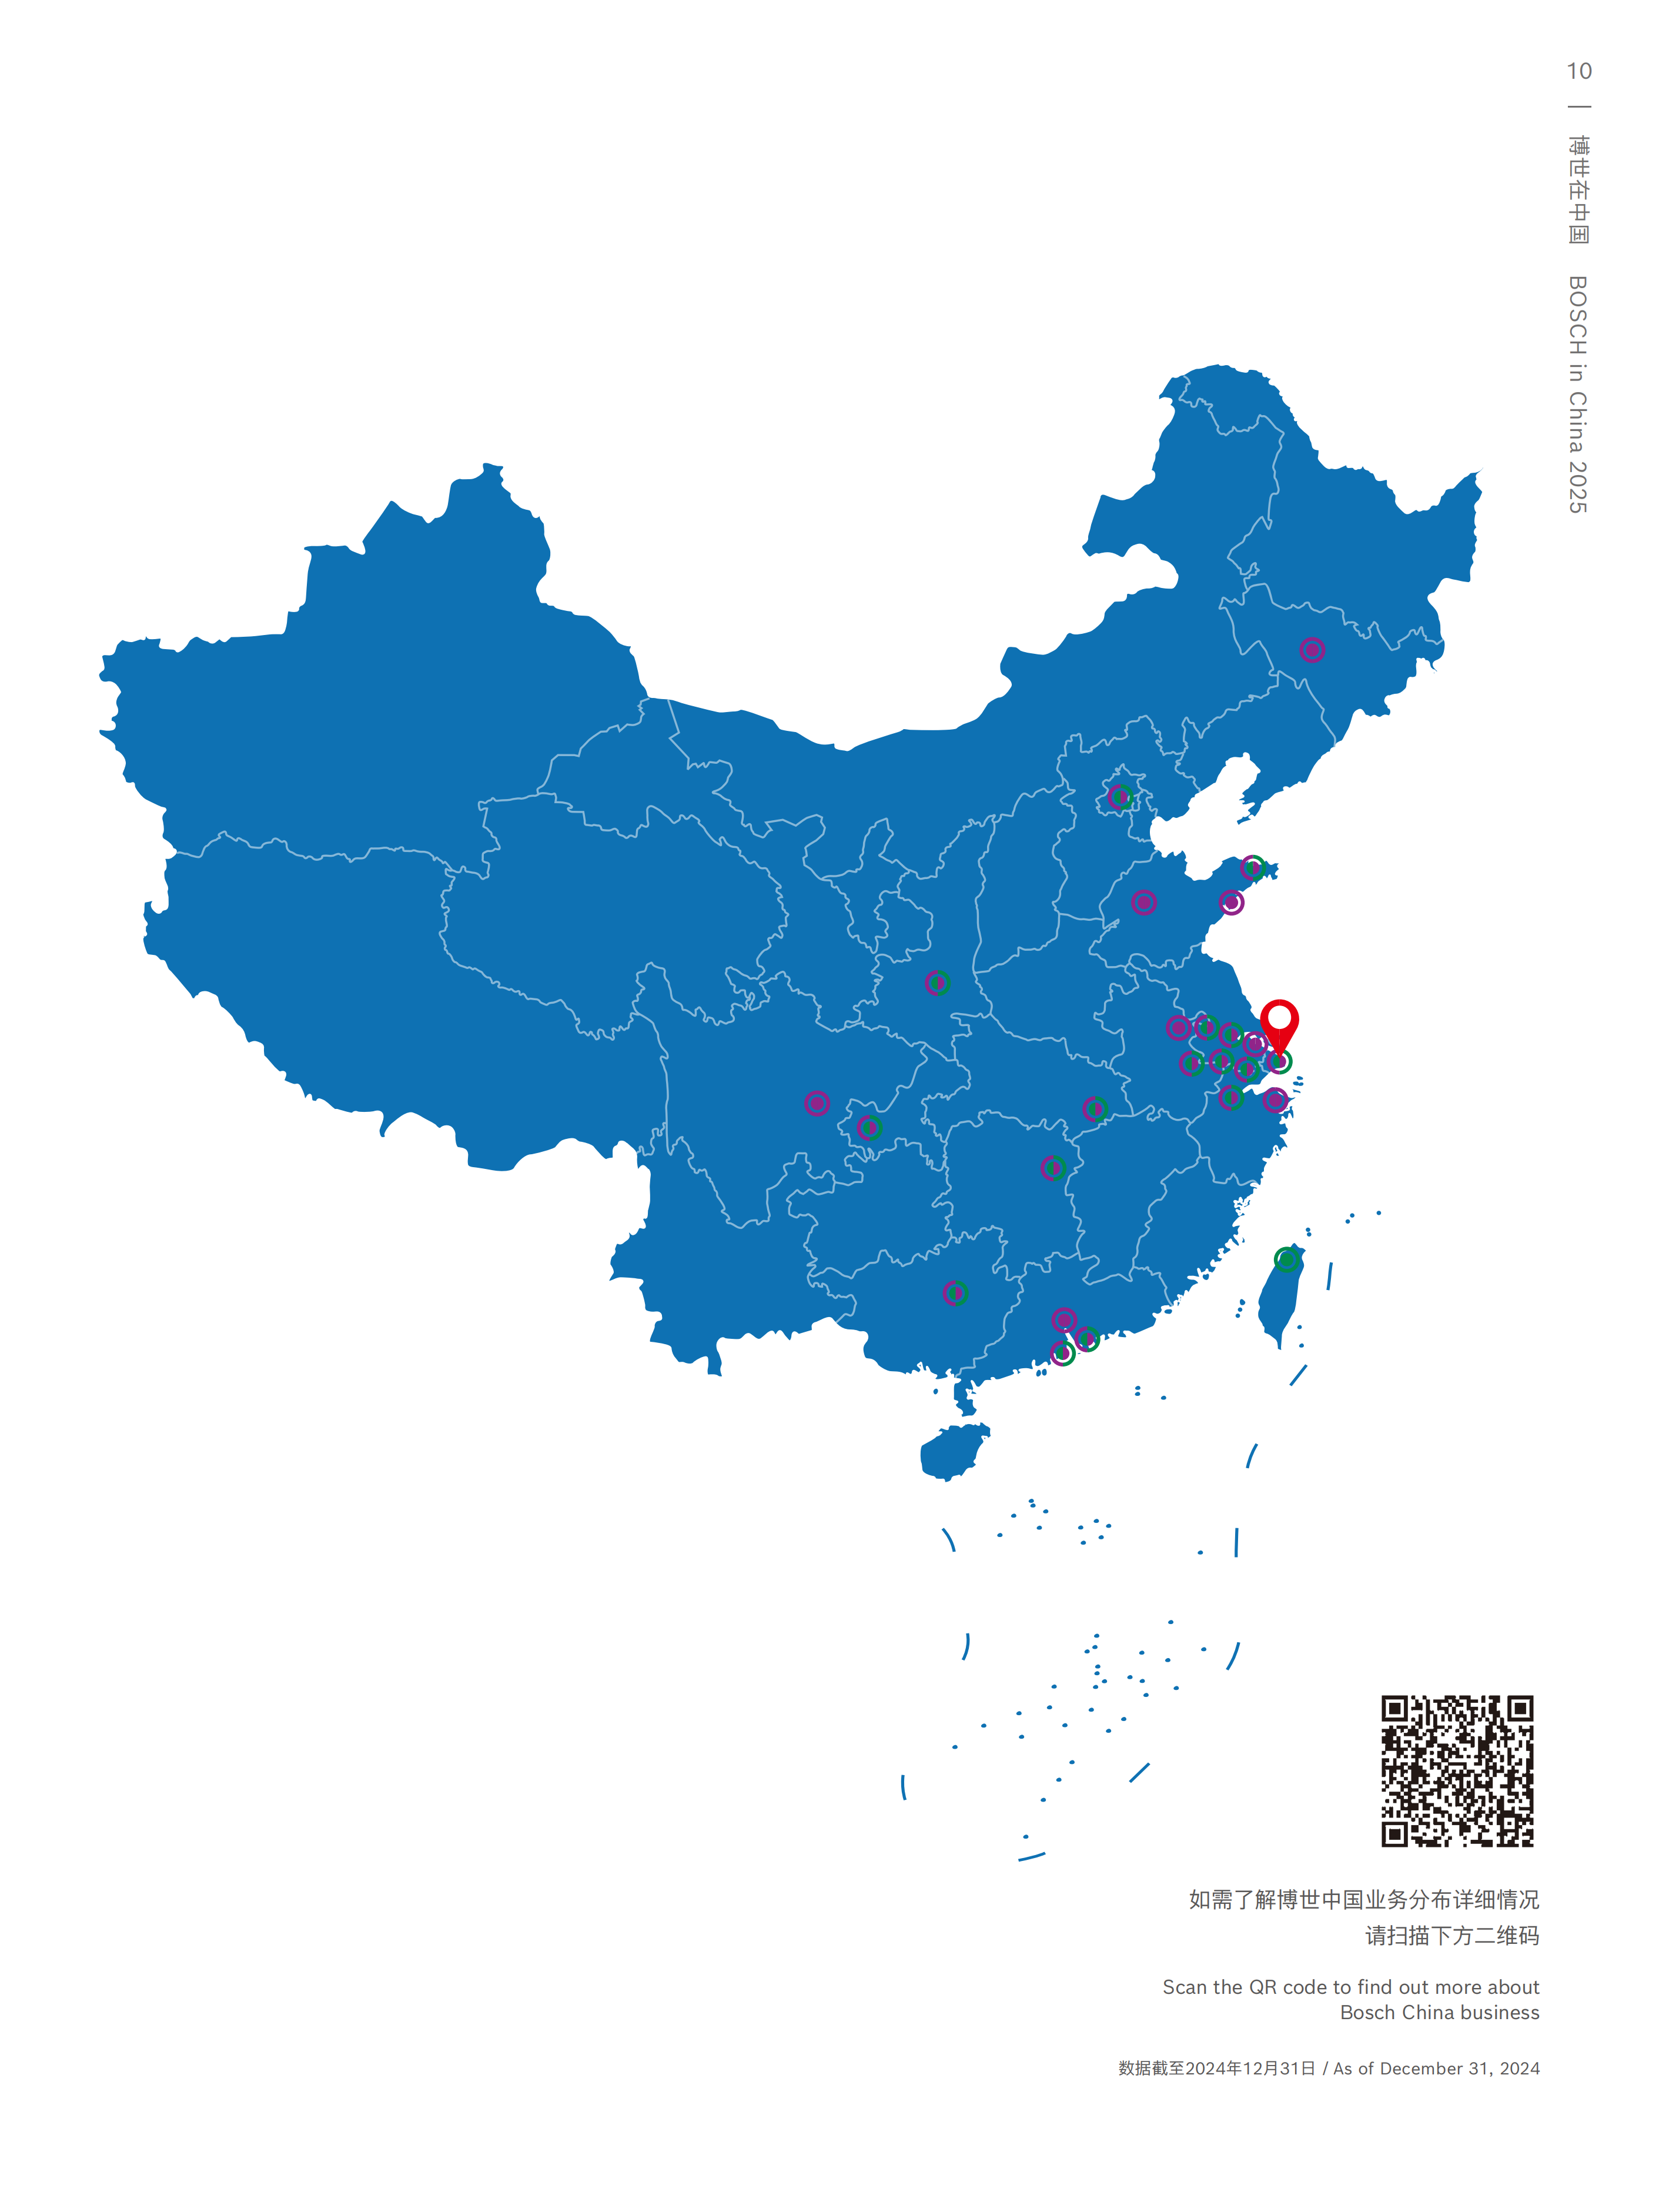 10 | 博世在中国 BOSCH in China 2025
如需了解博世中国业务分布详细情况
请扫描下方二维码
Scan the QR code to find out more about
Bosch China business
数据截至2024年12月31日 / As of December 31, 2024